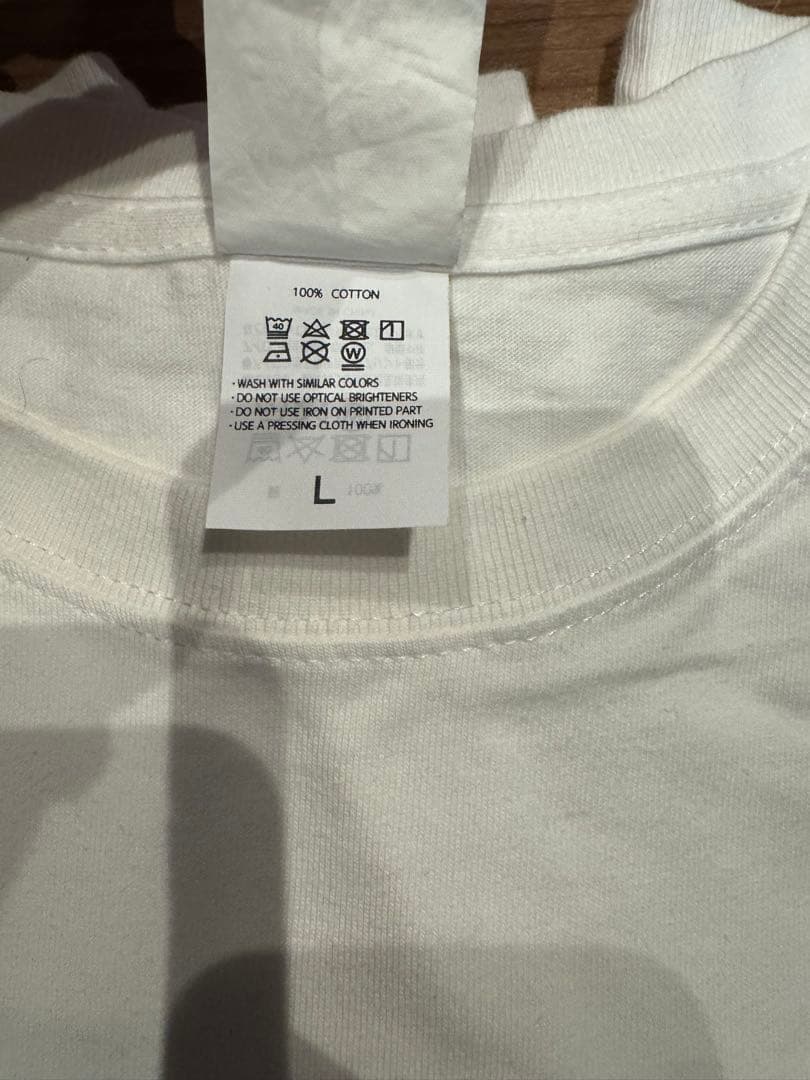 100% COTTON
40
W
· WASH WITH SIMILAR COLORS
· DO NOT USE OPTICAL BRIGHTENERS
· DO NOT USE IRON ON PRINTED PART
· USE A PRESSING CLOTH WHEN IRONING
L